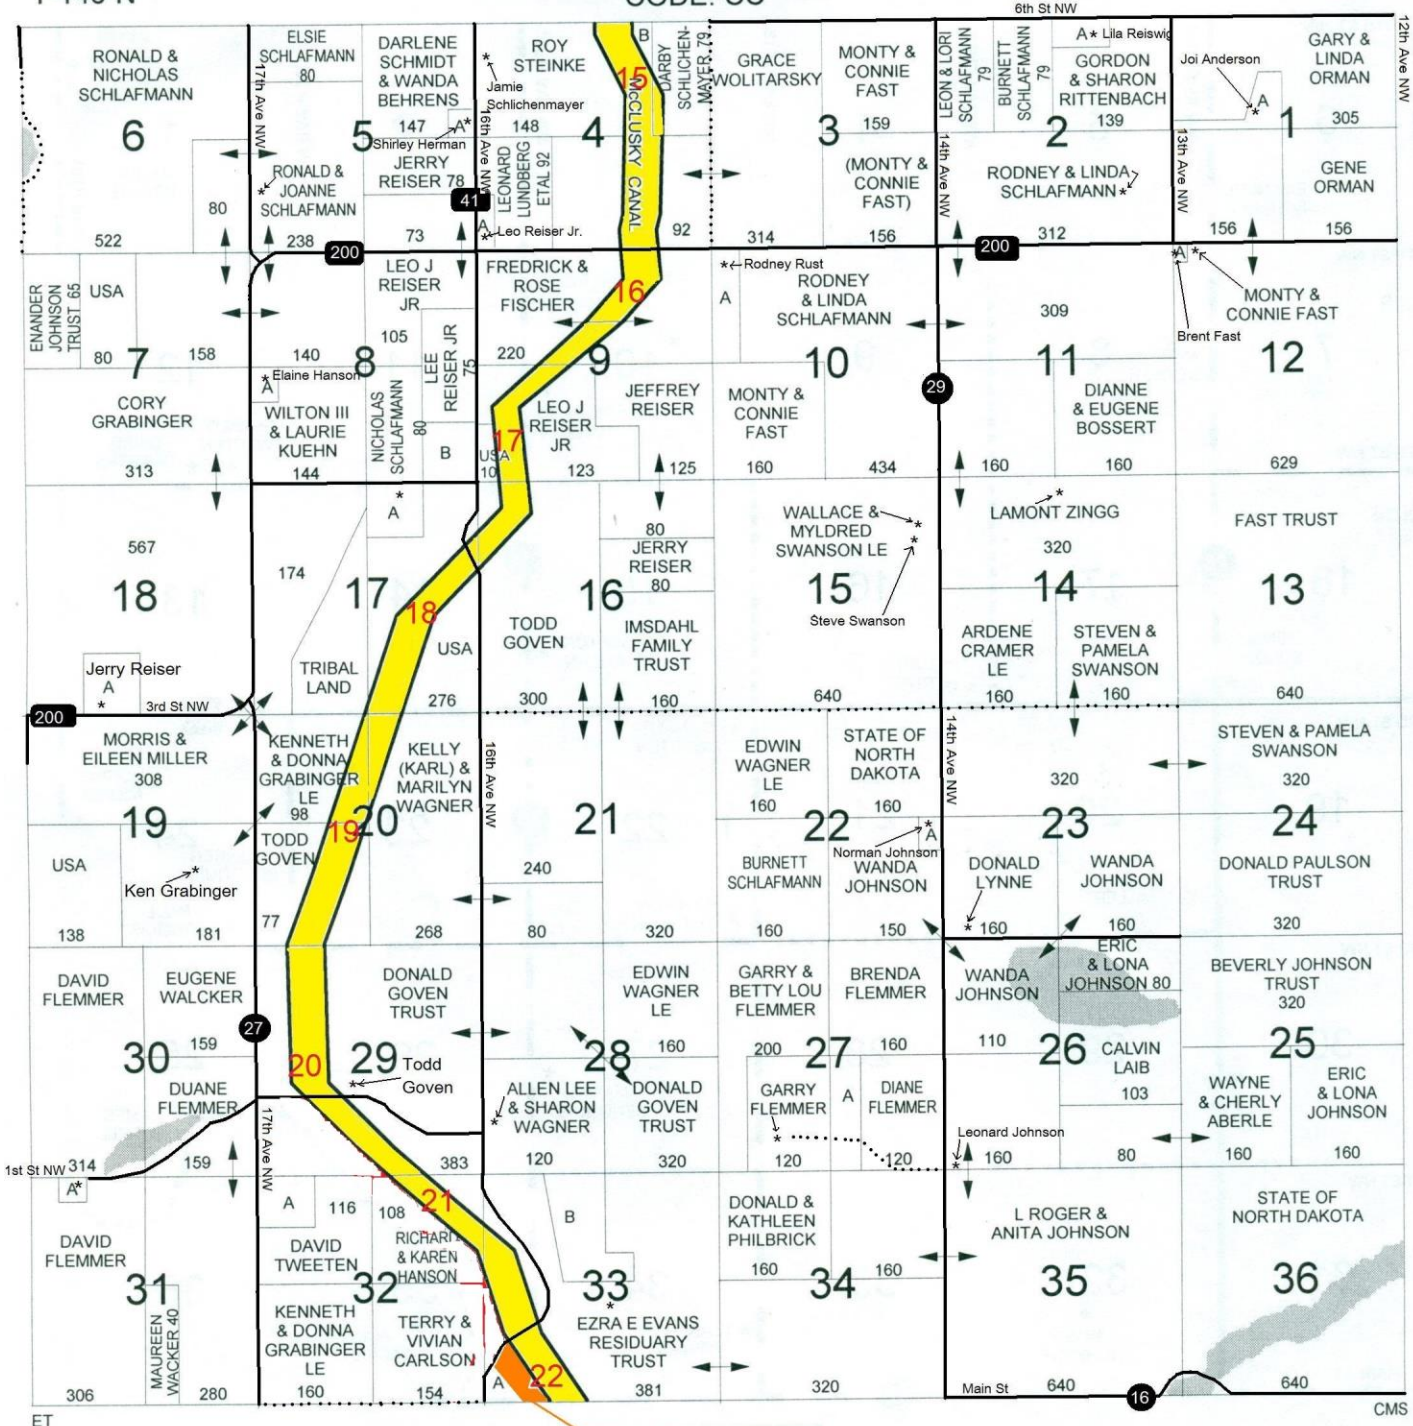 6th St NW
12th Ave NW
RONALD &
NICHOLAS
SCHLAFMANN
6
80
522
17th Ave NW
ELSIE
SCHLAFMANN
80
DARLENE
SCHMIDT
& WANDA
BEHRENS
5
147
A*
Shirley Herman
RONALD &
JOANNE
SCHLAFMANN
JERRY
REISER 78
238
73
200
*
Jamie
Schlichenmayer
16th Ave NW
41
ROY
STEINKE
148
4
LEONARD
LUNDBERG
ETAL 92
A
Leo Reiser Jr.
B
15
McCLUSKY CANAL
DARBY
SCHLICHEN-
MAYER 79
92
GRACE
WOLITARSKY
MONTY &
CONNIE
FAST
3
159
(MONTY &
CONNIE
FAST)
314
156
14th Ave NW
LEON & LORI
SCHLAFMANN
79
BURNETT
SCHLAFMANN
79
A* Lila Reiswig
GORDON
& SHARON
RITTENBACH
2
139
RODNEY & LINDA
SCHLAFMANN *
312
200
13th Ave NW
Joi Anderson
A
*
1
GARY &
LINDA
ORMAN
305
GENE
ORMAN
156
156
ENANDER
JOHNSON
TRUST 65
USA
80
7
158
CORY
GRABINGER
313
140
A
Elaine Hanson
8
WILTON III
& LAURIE
KUEHN
144
LEO J
REISER
JR
105
LEE
REISER JR
75
NICHOLAS
SCHLAFMANN
80
B
FREDRICK &
ROSE
FISCHER
16
220
9
LEO J
REISER
JR
17
USA
10
123
JEFFREY
REISER
125
Rodney Rust
A
RODNEY
& LINDA
SCHLAFMANN
10
MONTY &
CONNIE
FAST
160
434
29
309
11
DIANNE
& EUGENE
BOSSERT
160
160
A
*
Brent Fast
MONTY &
CONNIE FAST
12
629
567
18
Jerry Reiser
A
*
3rd St NW
200
*
A
174
17
18
TRIBAL
LAND
USA
276
16
TODD
GOVEN
300
80
JERRY
REISER
80
IMSDAHL
FAMILY
TRUST
160
WALLACE &
MYLDRED
SWANSON LE
15
Steve Swanson
640
LAMONT ZINGG
320
14
ARDENE
CRAMER
LE
160
STEVEN &
PAMELA
SWANSON
160
FAST TRUST
13
640
MORRIS &
EILEEN MILLER
308
19
USA
Ken Grabinger
138
181
KENNETH
& DONNA
GRABINGER
LE
98
TODD
GOVEN
77
19
20
KELLY
(KARL) &
MARILYN
WAGNER
268
16th Ave NW
21
240
80
320
EDWIN
WAGNER
LE
160
STATE OF
NORTH
DAKOTA
160
22
A
Norman Johnson
BURNETT
SCHLAFMANN
WANDA
JOHNSON
160
150
14th Ave NW
320
23
DONALD
LYNNE
160
WANDA
JOHNSON
160
STEVEN & PAMELA
SWANSON
320
24
DONALD PAULSON
TRUST
320
DAVID
FLEMMER
EUGENE
WALCKER
30
159
DUANE
FLEMMER
1st St NW
314
159
27
17th Ave NW
20
DONALD
GOVEN
TRUST
29
Todd
Goven
383
EDWIN
WAGNER
LE
28
160
ALLEN LEE
& SHARON
WAGNER
DONALD
GOVEN
TRUST
120
320
GARRY &
BETTY LOU
FLEMMER
200
BRENDA
FLEMMER
27
160
GARRY
FLEMMER
A
DIANE
FLEMMER
120
120
WANDA
JOHNSON
110
ERIC
& LONA
JOHNSON 80
26
CALVIN
LAIB
103
Leonard Johnson
160
80
BEVERLY JOHNSON
TRUST
320
25
WAYNE
& CHERLY
ABERLE
160
ERIC
& LONA
JOHNSON
160
A*
DAVID
FLEMMER
31
MAUREEN
WACKER 40
306
280
A
116
DAVID
TWEETEN
108
21
RICHARD
& KAREN
HANSON
32
KENNETH
& DONNA
GRABINGER
LE
160
TERRY &
VIVIAN
CARLSON
154
A
22
B
33
EZRA E EVANS
RESIDUARY
TRUST
381
DONALD &
KATHLEEN
PHILBRICK
160
160
34
320
L ROGER &
ANITA JOHNSON
35
Main St
640
16
STATE OF
NORTH DAKOTA
36
640
ET
CMS